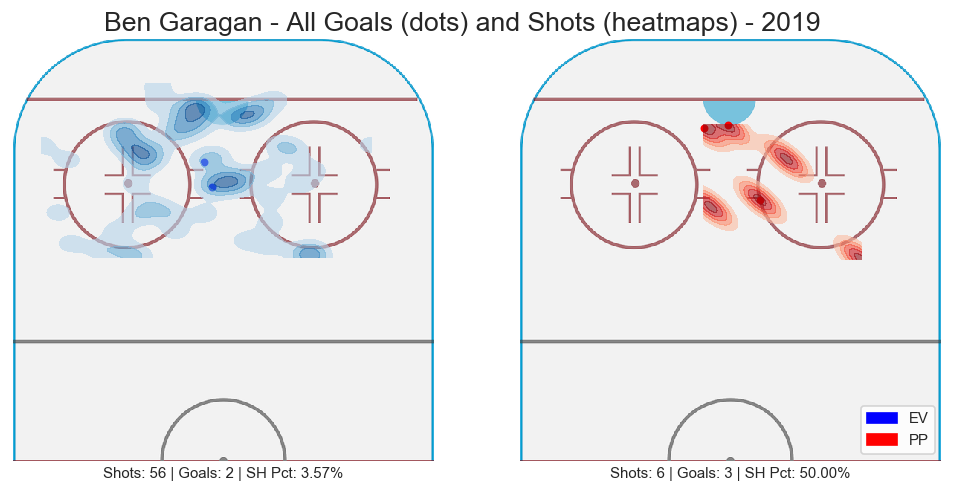 Ben Garagan - All Goals (dots) and Shots (heatmaps) - 2019
EV
PP
Shots: 56 | Goals: 2 | SH Pct: 3.57%
Shots: 6 | Goals: 3 | SH Pct: 50.00%